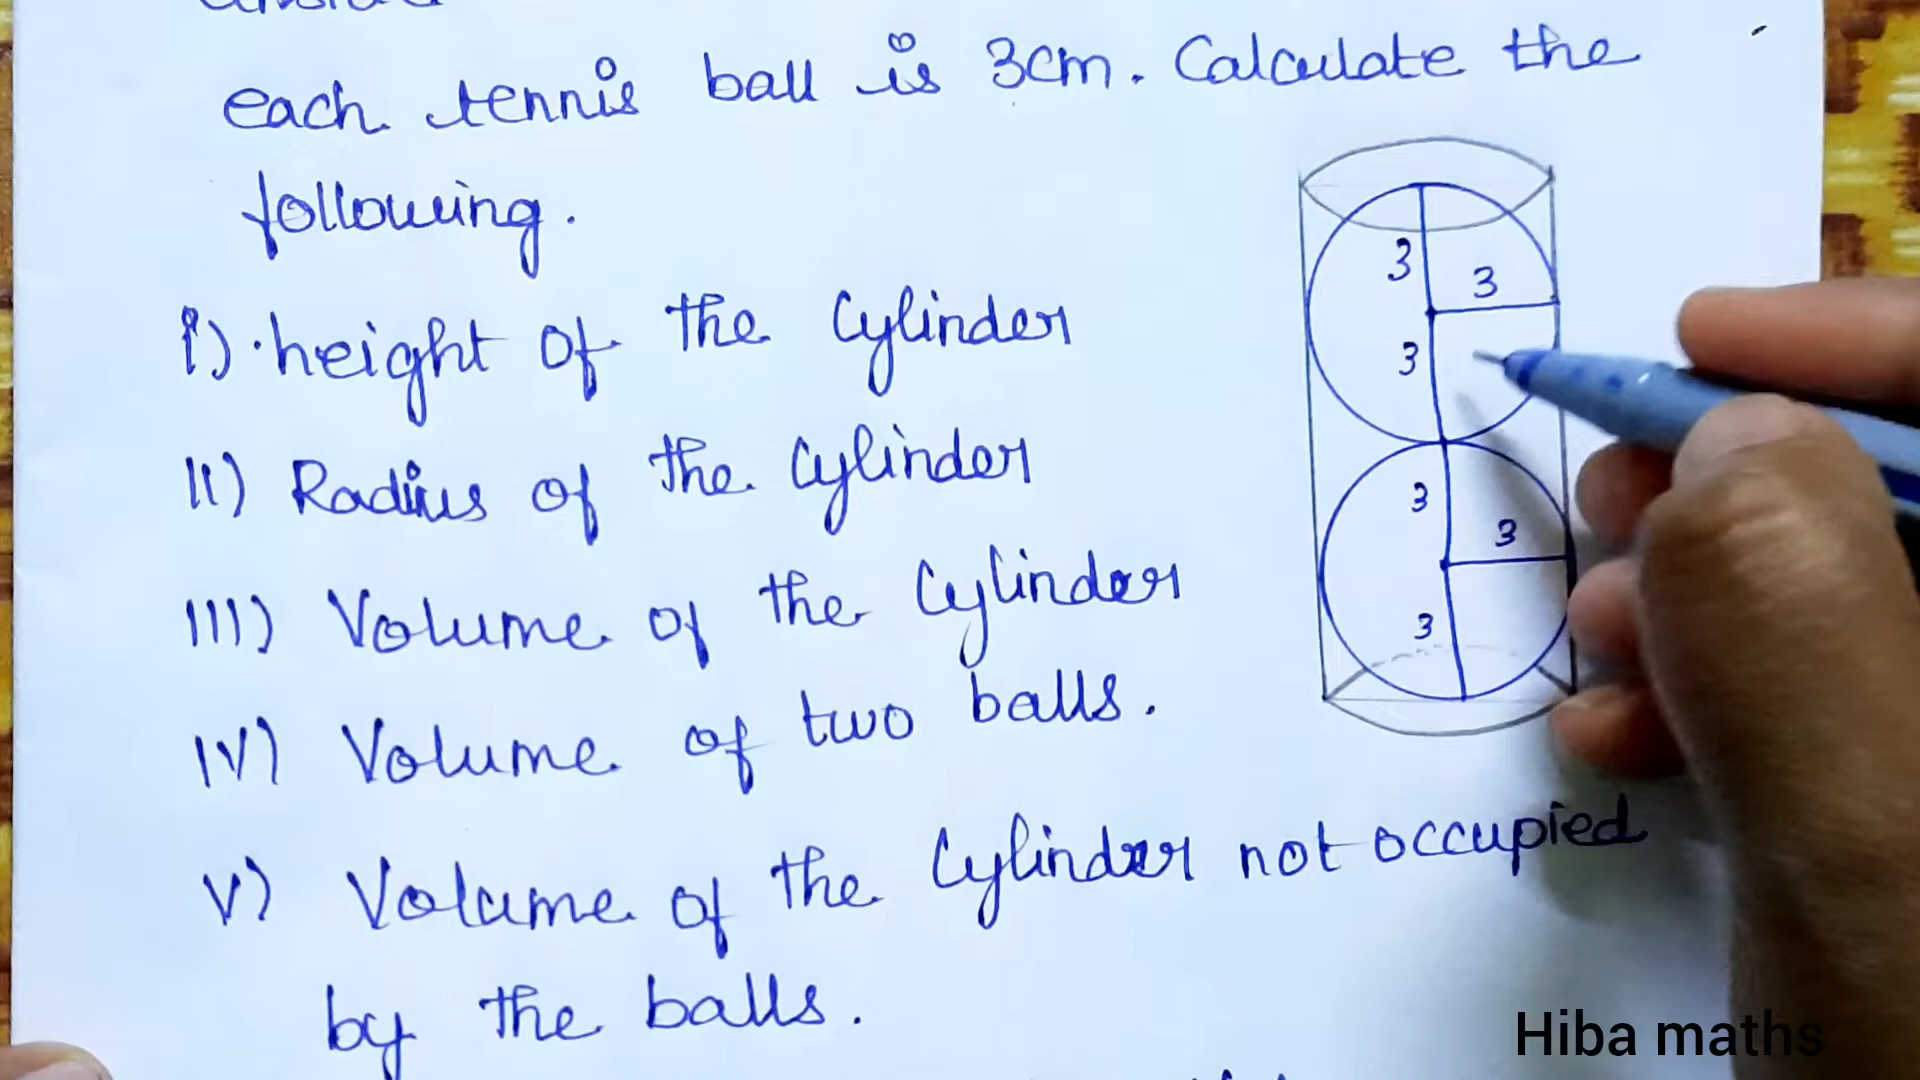 each tennis ball is 3cm. Calculate the
following.
i) height of the cylinder
ii) Radius of the cylinder
iii) Volume of the cylinder
iv) Volume of two balls.
v) Volume of the cylinder not occupied
by the balls.
3
3
3
3
3
3
Hiba maths